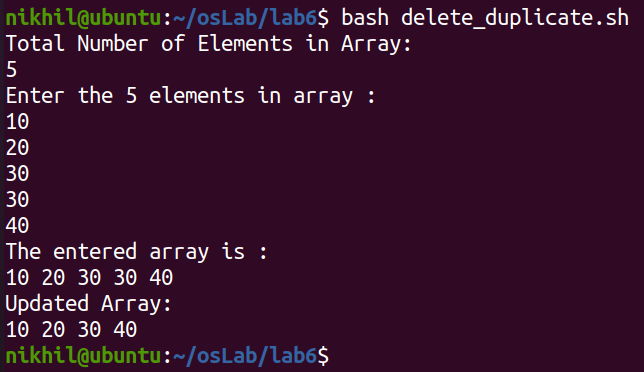 nikhil@ubuntu:~/osLab/lab6$ bash delete_duplicate.sh
Total Number of Elements in Array:
5
Enter the 5 elements in array :
10
20
30
30
40
The entered array is :
10 20 30 30 40
Updated Array:
10 20 30 40
nikhil@ubuntu:~/osLab/lab6$